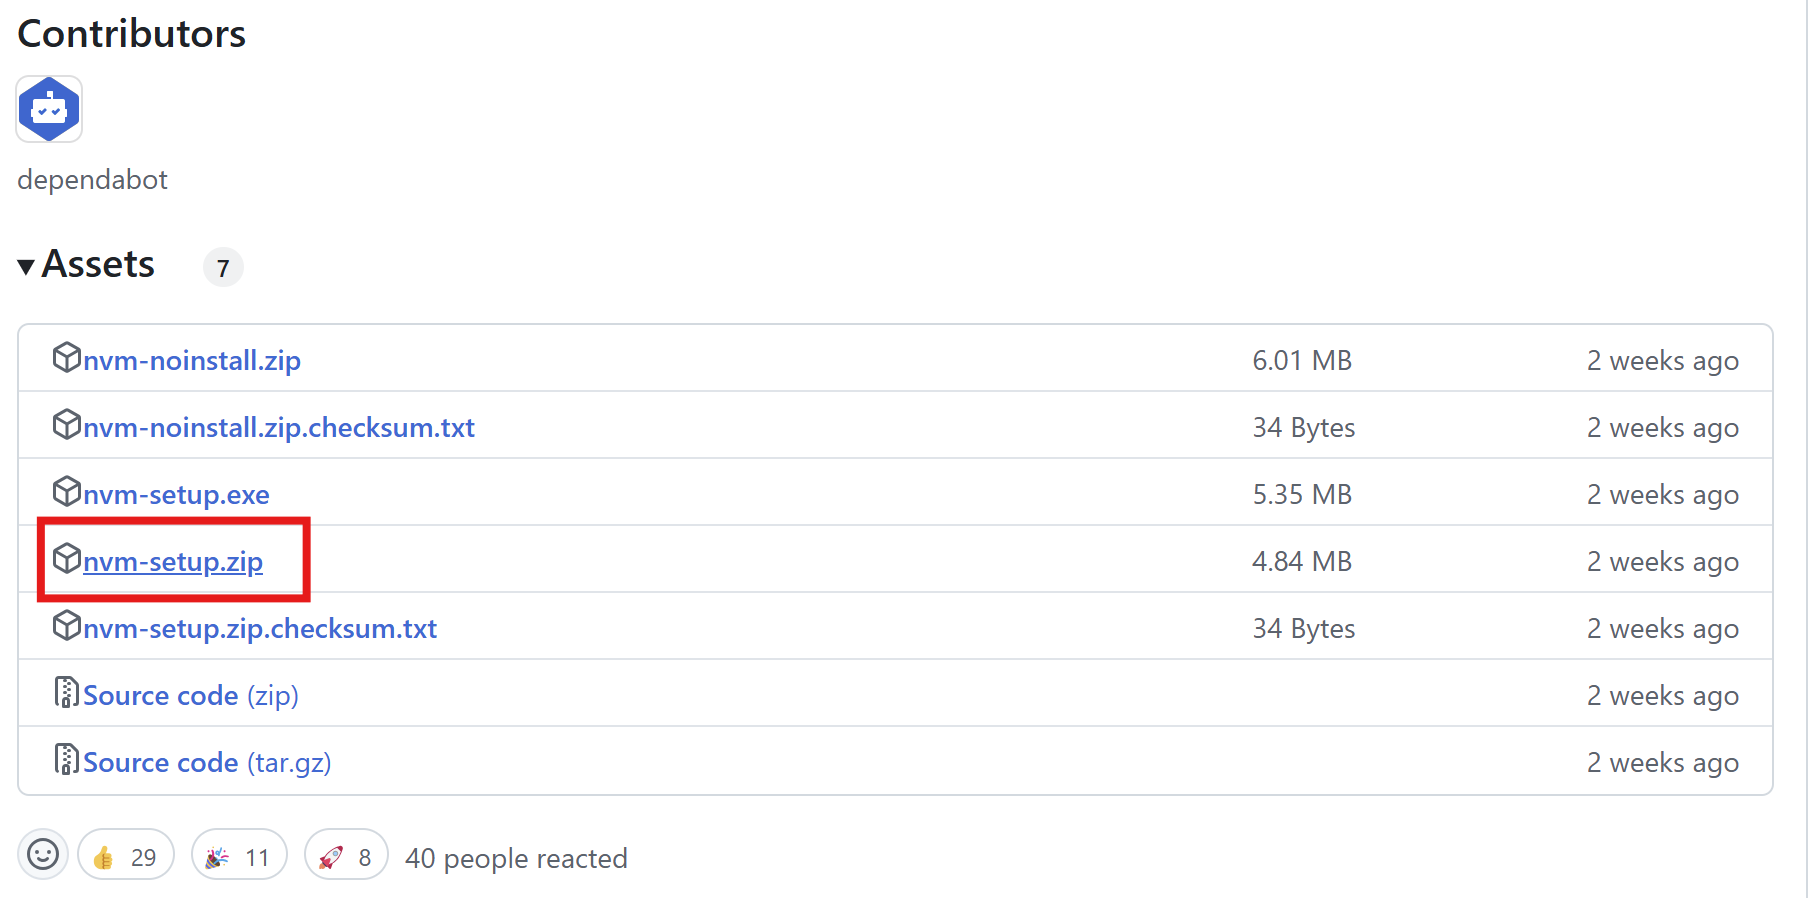 Contributors
dependabot
Assets 7
nvm-noinstall.zip 6.01 MB 2 weeks ago
nvm-noinstall.zip.checksum.txt 34 Bytes 2 weeks ago
nvm-setup.exe 5.35 MB 2 weeks ago
nvm-setup.zip 4.84 MB 2 weeks ago
nvm-setup.zip.checksum.txt 34 Bytes 2 weeks ago
Source code (zip) 2 weeks ago
Source code (tar.gz) 2 weeks ago
29 11 8 40 people reacted